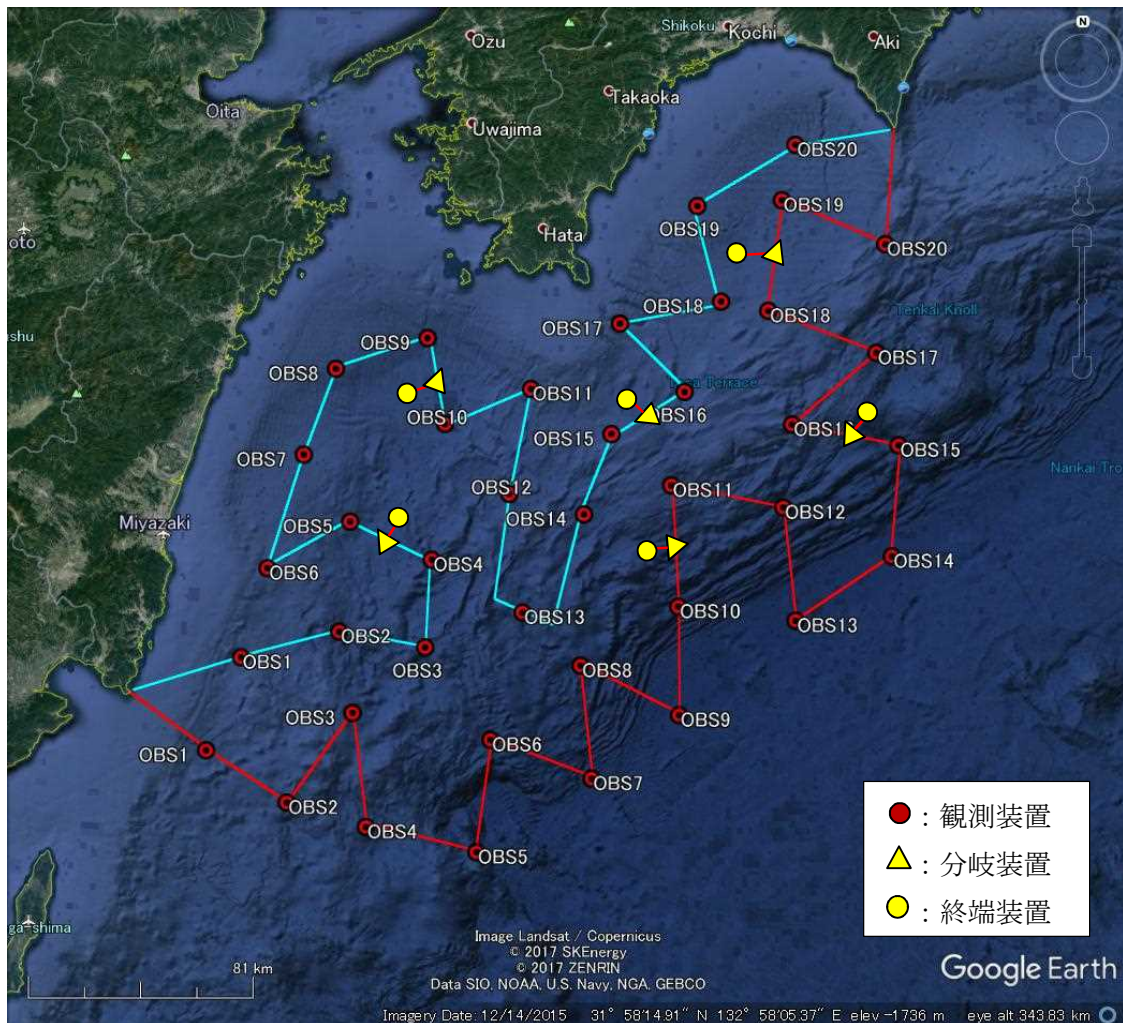 N
Shikoku
Kochi
Aki
Ozu
Takaoka
Oita
Uwajima
Hata
OBS20
OBS19
OBS19
OBS20
OBS18
OBS18
Tenkai Knoll
OBS17
OBS17
OBS9
OBS8
OBS11
Terrace
OBS10
OBS16
OBS15
OBS15
OBS7
Nankai Tro
OBS12
OBS11
OBS12
OBS14
Miyazaki
OBS5
OBS4
OBS14
OBS6
OBS13
OBS10
OBS13
OBS2
OBS1
OBS3
OBS8
OBS3
OBS9
OBS1
OBS6
OBS2
OBS7
OBS4
OBS5
:観測装置
:分岐装置
:終端装置
oto
shu
ga-shima
81 km
Image Landsat / Copernicus
© 2017 SKEnergy
© 2017 ZENRIN
Data SIO, NOAA, U.S. Navy, NGA, GEBCO
Google Earth
Imagery Date: 12/14/2015 31° 58'14.91" N 132° 58'05.37" E elev -1736 m eye alt 343.83 km